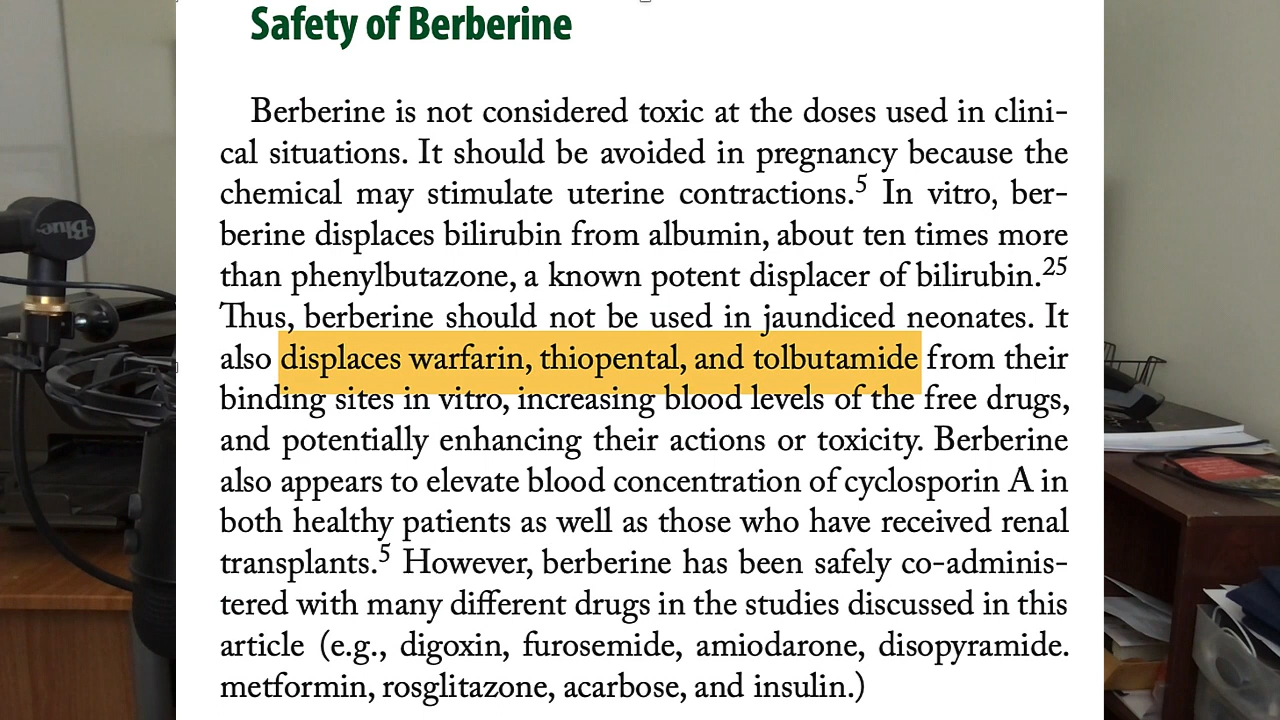 Safety of Berberine
Berberine is not considered toxic at the doses used in clini-
cal situations. It should be avoided in pregnancy because the
chemical may stimulate uterine contractions.5 In vitro, ber-
berine displaces bilirubin from albumin, about ten times more
than phenylbutazone, a known potent displacer of bilirubin.25
Thus, berberine should not be used in jaundiced neonates. It
also displaces warfarin, thiopental, and tolbutamide from their
binding sites in vitro, increasing blood levels of the free drugs,
and potentially enhancing their actions or toxicity. Berberine
also appears to elevate blood concentration of cyclosporin A in
both healthy patients as well as those who have received renal
transplants.5 However, berberine has been safely co-adminis-
tered with many different drugs in the studies discussed in this
article (e.g., digoxin, furosemide, amiodarone, disopyramide.
metformin, rosglitazone, acarbose, and insulin.)
Blue